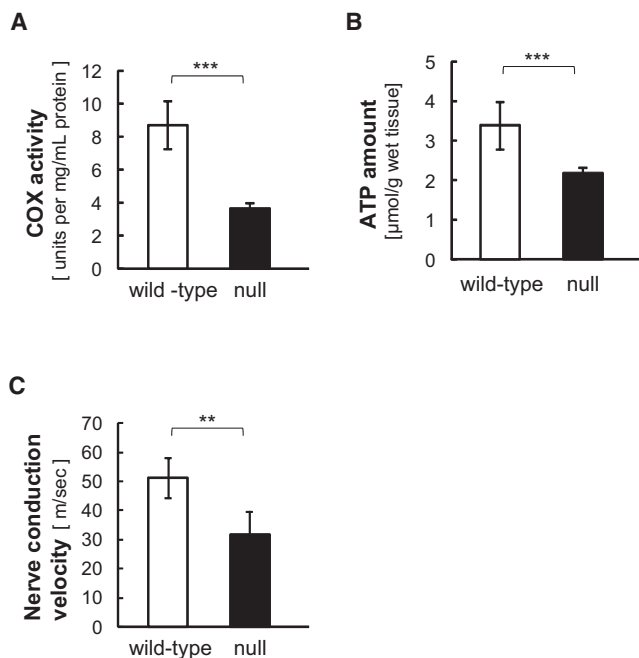 A
COX activity
[ units per mg/mL protein ]
12
10
8
6
4
2
0
***
wild -type null
B
ATP amount
[µmol/g wet tissue]
5
4
3
2
1
0
***
wild-type null
C
Nerve conduction
velocity [ m/sec ]
70
60
50
40
30
20
10
0
**
wild-type null